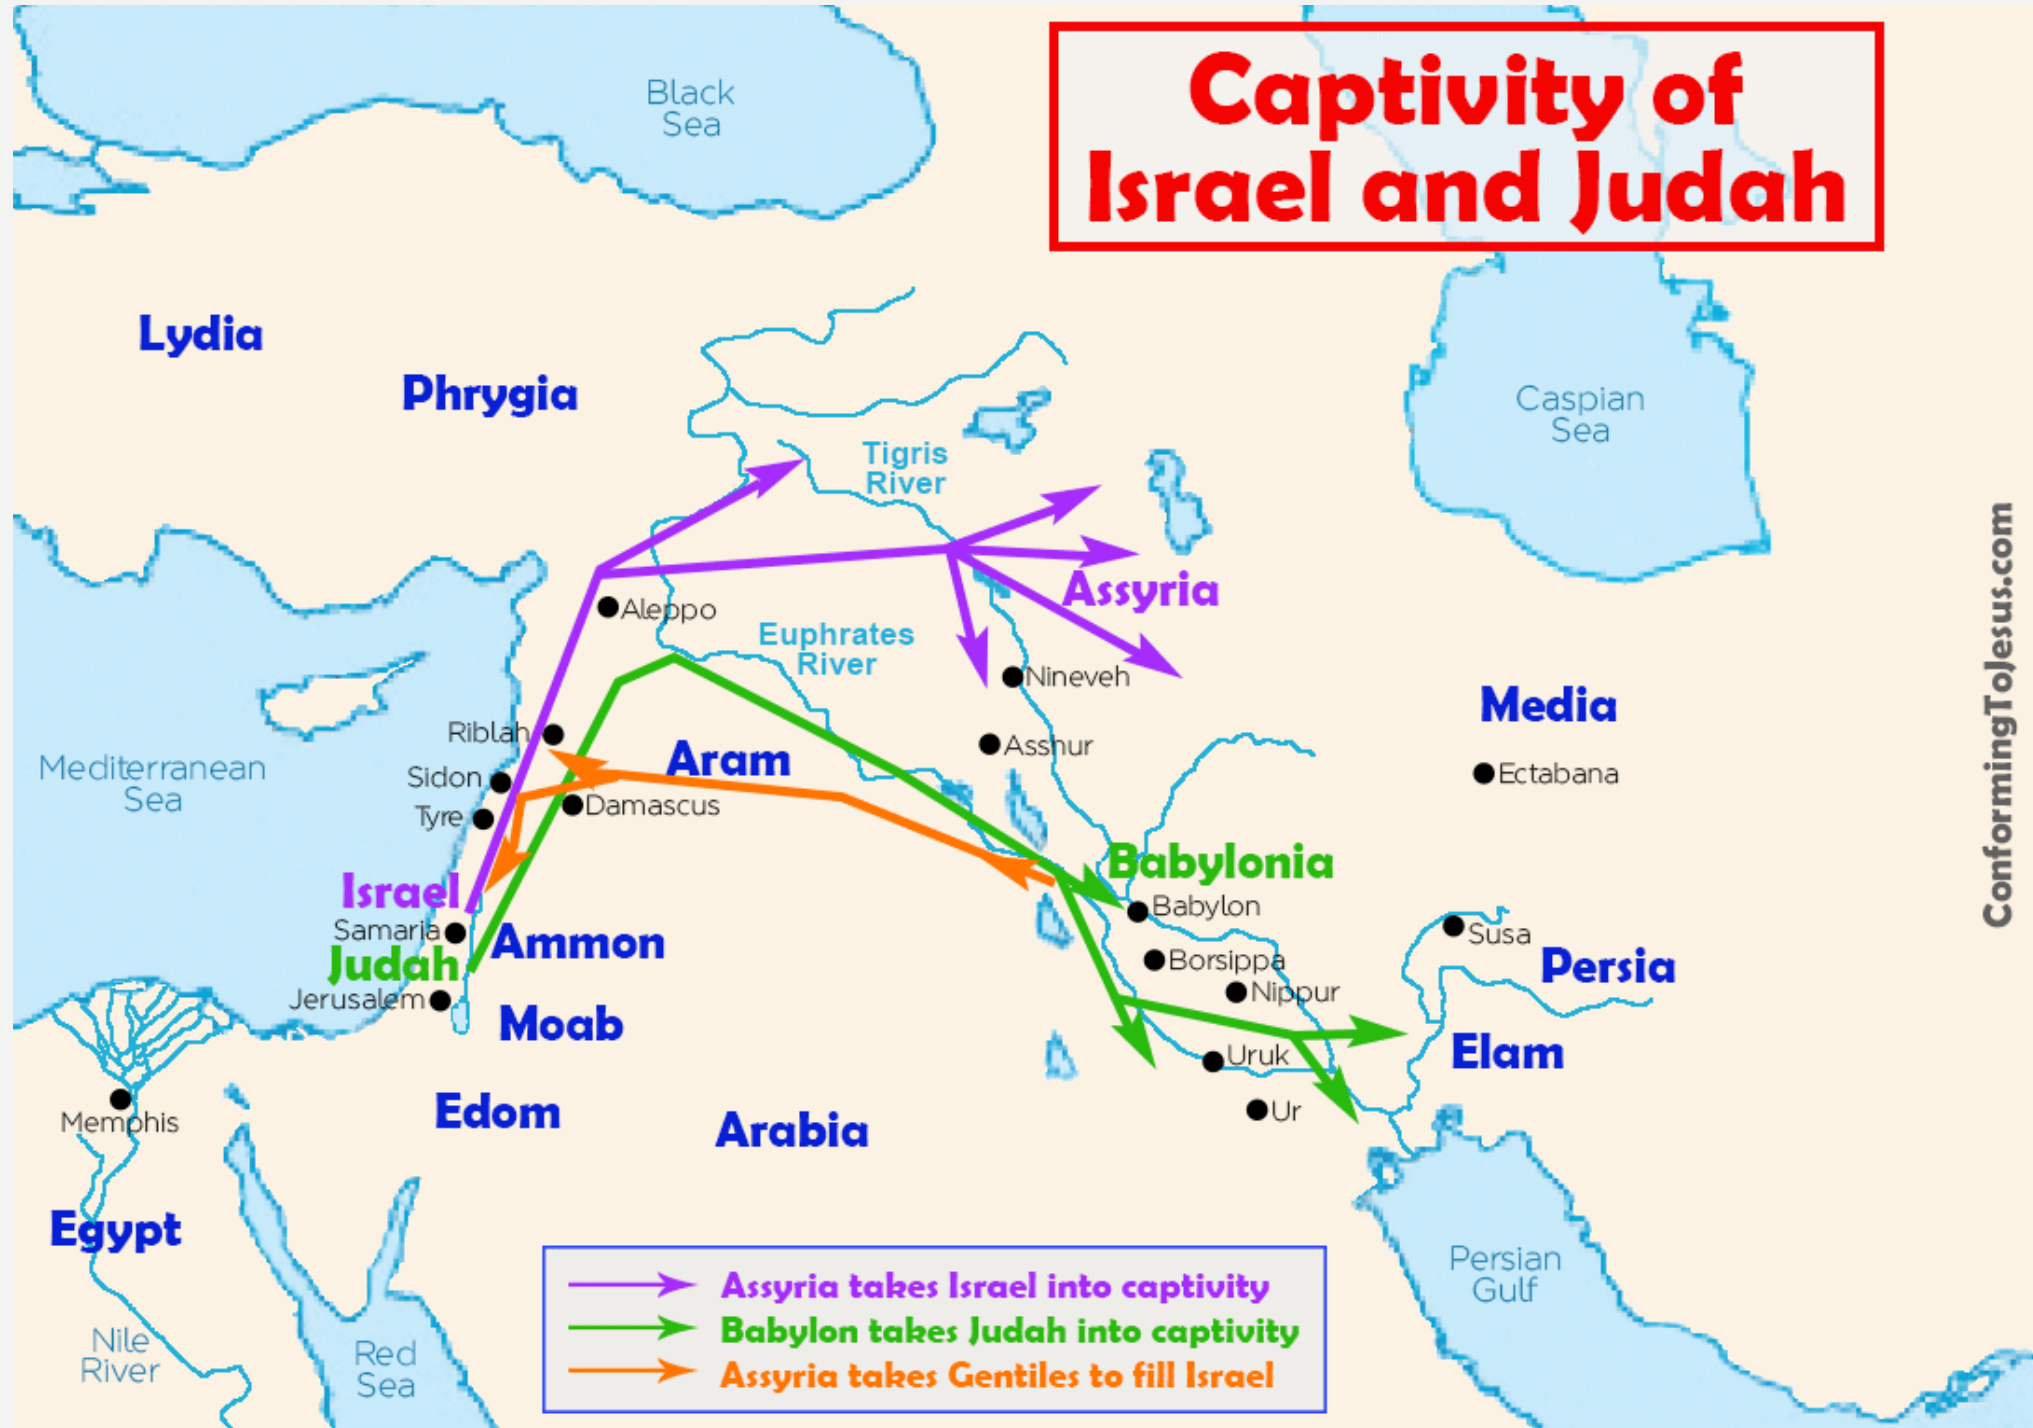 Captivity of
Israel and Judah
Black
Sea
Lydia
Phrygia
Caspian
Sea
Tigris
River
Assyria
Aleppo
Euphrates
River
Nineveh
Media
Riblah
Asshur
Aram
Mediterranean
Sea
Sidon
Ectabana
Damascus
Tyre
Babylonia
Israel
Babylon
Samaria
Susa
Ammon
Judah
Borsippa
Persia
Jerusalem
Nippur
Moab
Uruk
Elam
Memphis
Edom
Ur
Arabia
Egypt
Persian
Gulf
Nile
River
Red
Sea
Assyria takes Israel into captivity
Babylon takes Judah into captivity
Assyria takes Gentiles to fill Israel
ConformingToJesus.com